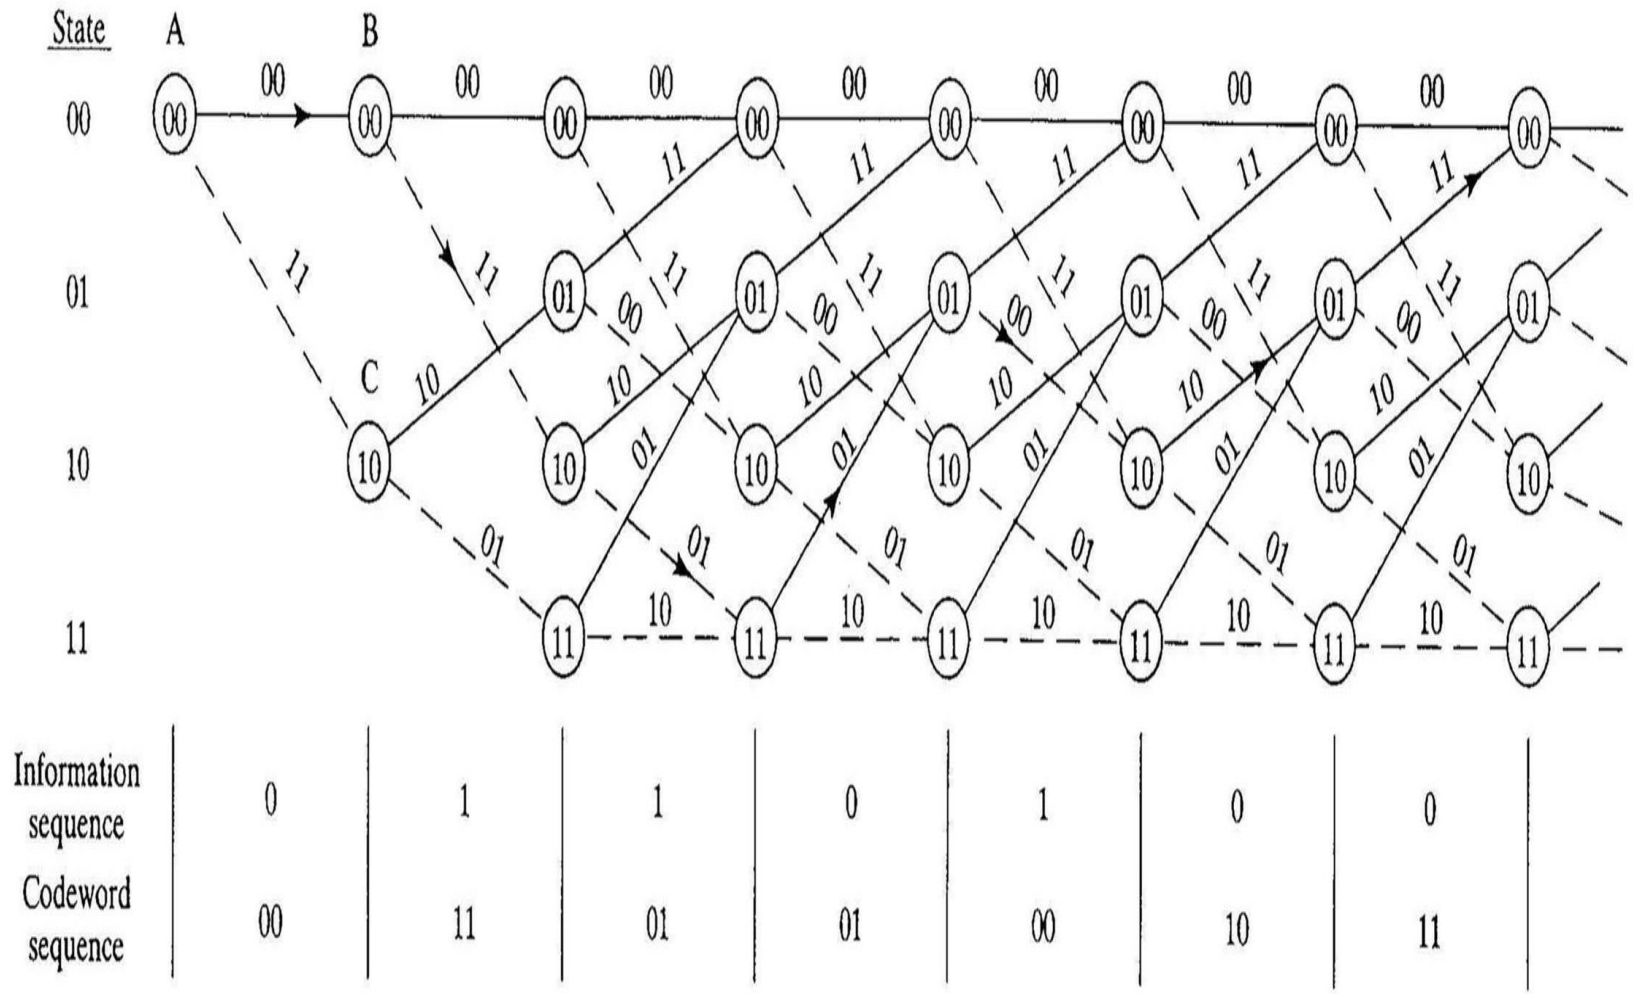 State A B
00 00 00 00 00 00 00
00 00 00 00 00 00 00 00 00
11 11 11 11 11
01 01 01 01 01 01 01
11 11 11 11 11 11 11
00 00 00 00 00
C
10 10 10 10 10 10
10 10 10 10 10 10 10 10
01 01 01 01 01
01 01 01 01 01 01
10 10 10 10 10
11 11 11 11 11 11 11
Information
sequence 0 1 1 0 1 0 0
Codeword
sequence 00 11 01 01 00 10 11